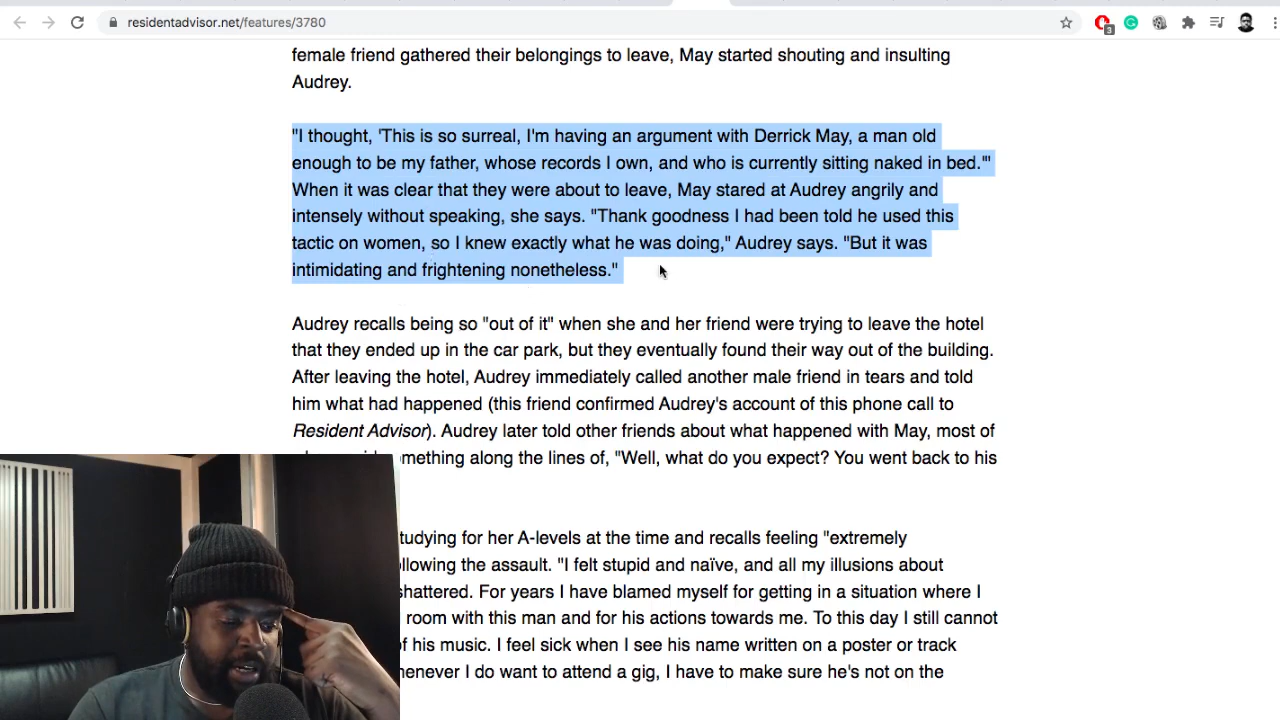 residentadvisor.net/features/3780
3
female friend gathered their belongings to leave, May started shouting and insulting
Audrey.
"I thought, 'This is so surreal, I'm having an argument with Derrick May, a man old
enough to be my father, whose records I own, and who is currently sitting naked in bed.'"
When it was clear that they were about to leave, May stared at Audrey angrily and
intensely without speaking, she says. "Thank goodness I had been told he used this
tactic on women, so I knew exactly what he was doing," Audrey says. "But it was
intimidating and frightening nonetheless."
Audrey recalls being so "out of it" when she and her friend were trying to leave the hotel
that they ended up in the car park, but they eventually found their way out of the building.
After leaving the hotel, Audrey immediately called another male friend in tears and told
him what had happened (this friend confirmed Audrey's account of this phone call to
Resident Advisor). Audrey later told other friends about what happened with May, most of
something along the lines of, "Well, what do you expect? You went back to his
tudying for her A-levels at the time and recalls feeling "extremely
llowing the assault. "I felt stupid and naïve, and all my illusions about
shattered. For years I have blamed myself for getting in a situation where I
room with this man and for his actions towards me. To this day I still cannot
of his music. I feel sick when I see his name written on a poster or track
henever I do want to attend a gig, I have to make sure he's not on the